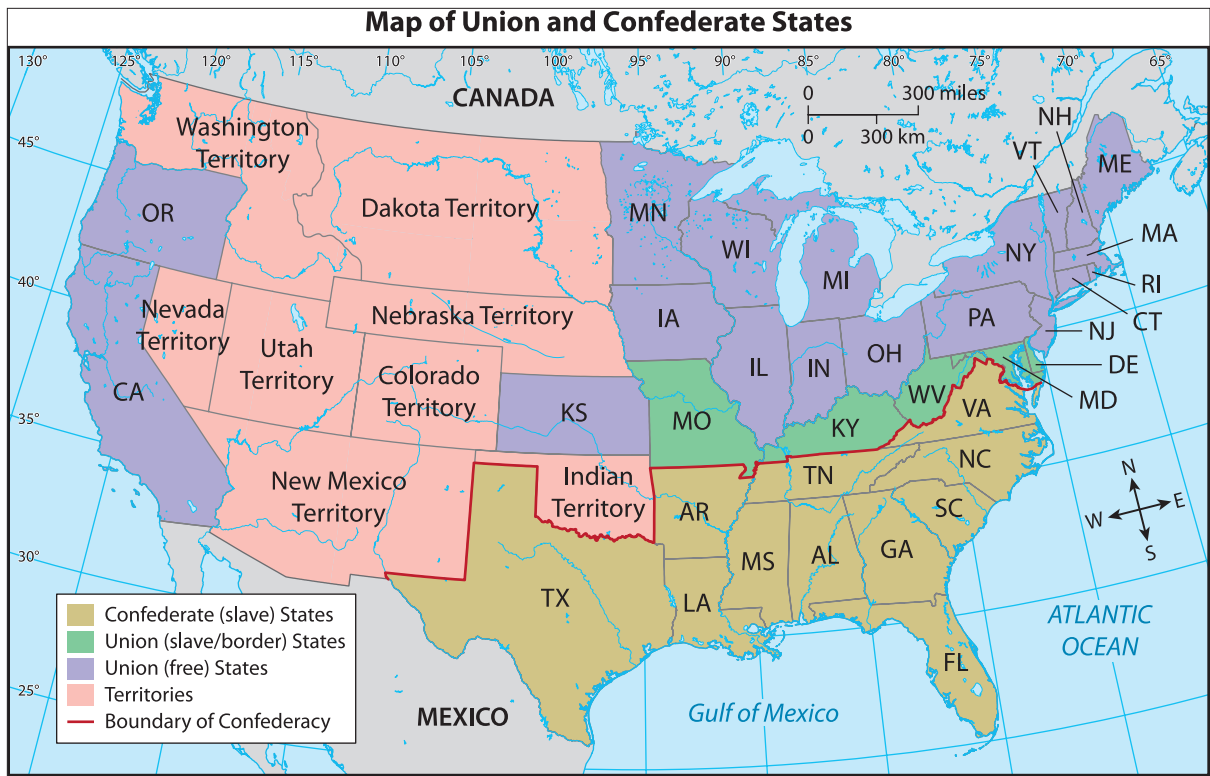 Map of Union and Confederate States
130°
125°
120°
115°
110°
105°
100°
95°
90°
85°
80°
75°
70°
65°
CANADA
0 300 miles
0 300 km
NH
VT
ME
Washington
Territory
45°
OR
Dakota Territory
MN
WI
MI
NY
MA
RI
CT
40°
Nevada
Territory
Nebraska Territory
IA
PA
NJ
Utah
Territory
Colorado
Territory
IL
IN
OH
DE
MD
CA
KS
MO
KY
WV
VA
35°
New Mexico
Territory
Indian
Territory
TN
NC
AR
SC
N
E
W
S
MS
AL
GA
30°
TX
LA
FL
ATLANTIC
OCEAN
Gulf of Mexico
MEXICO
25°
Confederate (slave) States
Union (slave/border) States
Union (free) States
Territories
Boundary of Confederacy